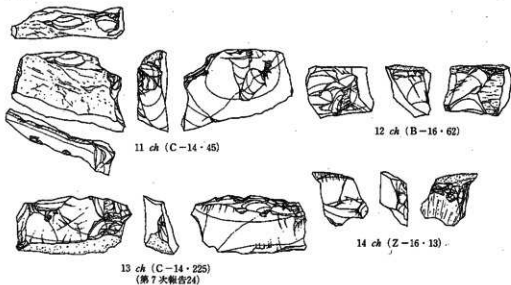 11 ch (C－14・45)
12 ch (B－16・62)
13 ch (C－14・225)
(第7次報告24)
14 ch (Z－16・13)